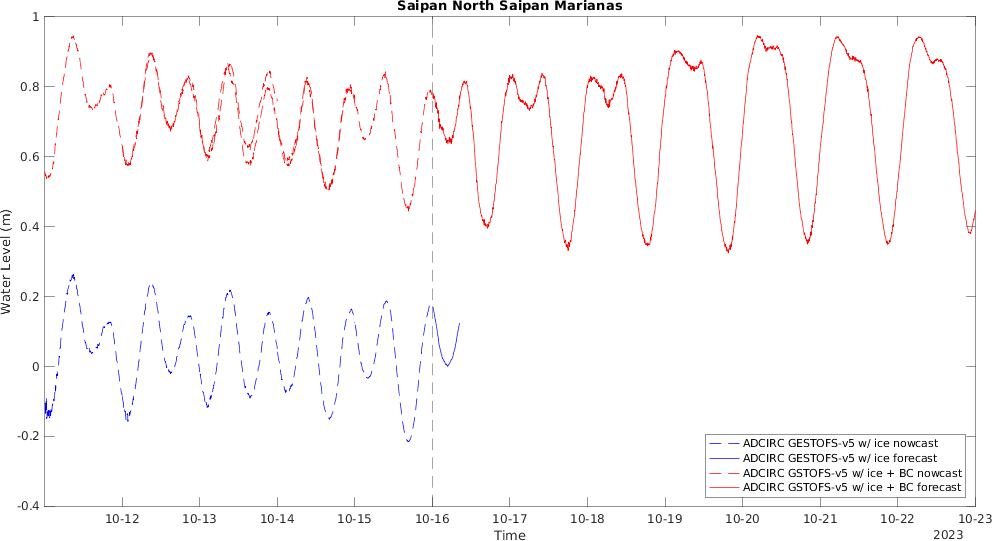 Saipan North Saipan Marianas
1
0.8
0.6
0.4
0.2
0
-0.2
-0.4
Water Level (m)
10-12 10-13 10-14 10-15 10-16 10-17 10-18 10-19 10-20 10-21 10-22 10-23
Time
2023
ADCIRC GESTOFS-v5 w/ ice nowcast
ADCIRC GESTOFS-v5 w/ ice forecast
ADCIRC GSTOFS-v5 w/ ice + BC nowcast
ADCIRC GSTOFS-v5 w/ ice + BC forecast